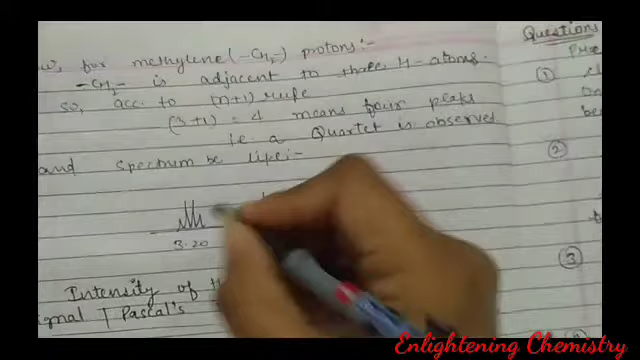 for methylene (-CH2-) protons:-
-CH2- is adjacent to three H-atoms.
so, acc. to (n+1) rule
(3+1) = 4 means four peaks
i.e. a Quartet is observed
and spectrum be like:-
3.20
Intensity of
Pascal's
Questions
①
②
③
Enlightening Chemistry